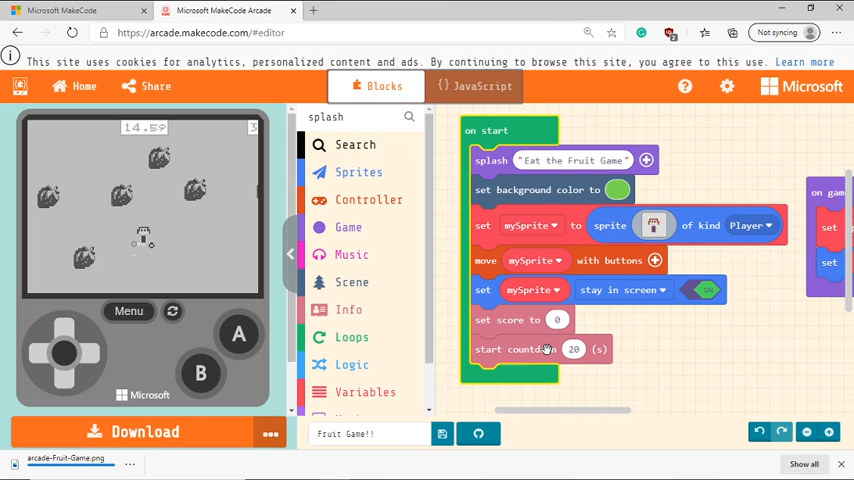 Microsoft MakeCode
Microsoft MakeCode Arcade
https://arcade.makecode.com/#editor
Not syncing
This site uses cookies for analytics, personalized content and ads. By continuing to browse this site, you agree to this use. Learn more
Home
Share
Blocks
{} JavaScript
Microsoft
splash
Search
Sprites
Controller
Game
Music
Scene
Info
Loops
Logic
Variables
14.59
3
Menu
A
B
Microsoft
on start
splash "Eat the Fruit Game"
set background color to
set mySprite to sprite of kind Player
move mySprite with buttons
set mySprite stay in screen ON
set score to 0
start countdown 20 (s)
on gam
set
set
Download
Fruit Game!!
arcade-Fruit-Game.png
Show all